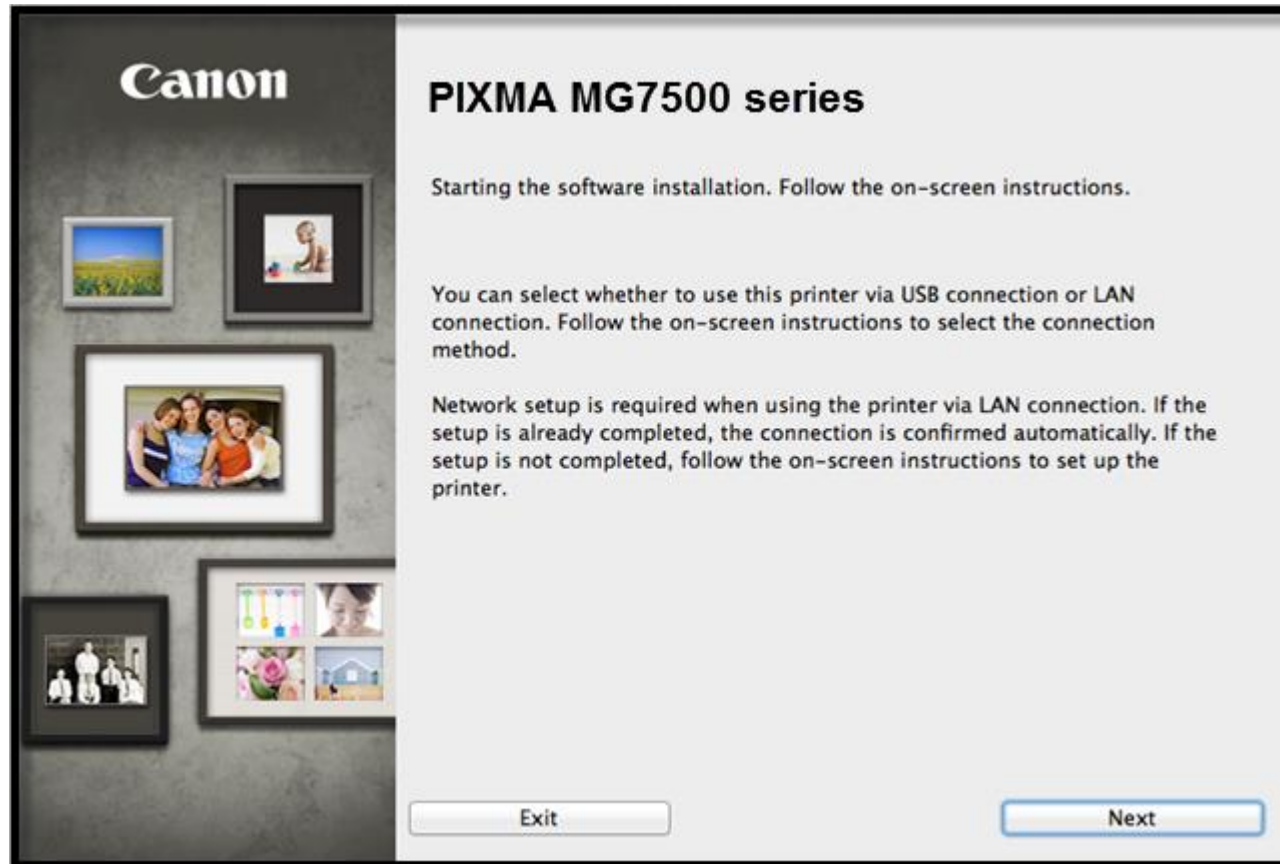 Canon
PIXMA MG7500 series
Starting the software installation. Follow the on-screen instructions.
You can select whether to use this printer via USB connection or LAN
connection. Follow the on-screen instructions to select the connection
method.
Network setup is required when using the printer via LAN connection. If the
setup is already completed, the connection is confirmed automatically. If the
setup is not completed, follow the on-screen instructions to set up the
printer.
Exit
Next